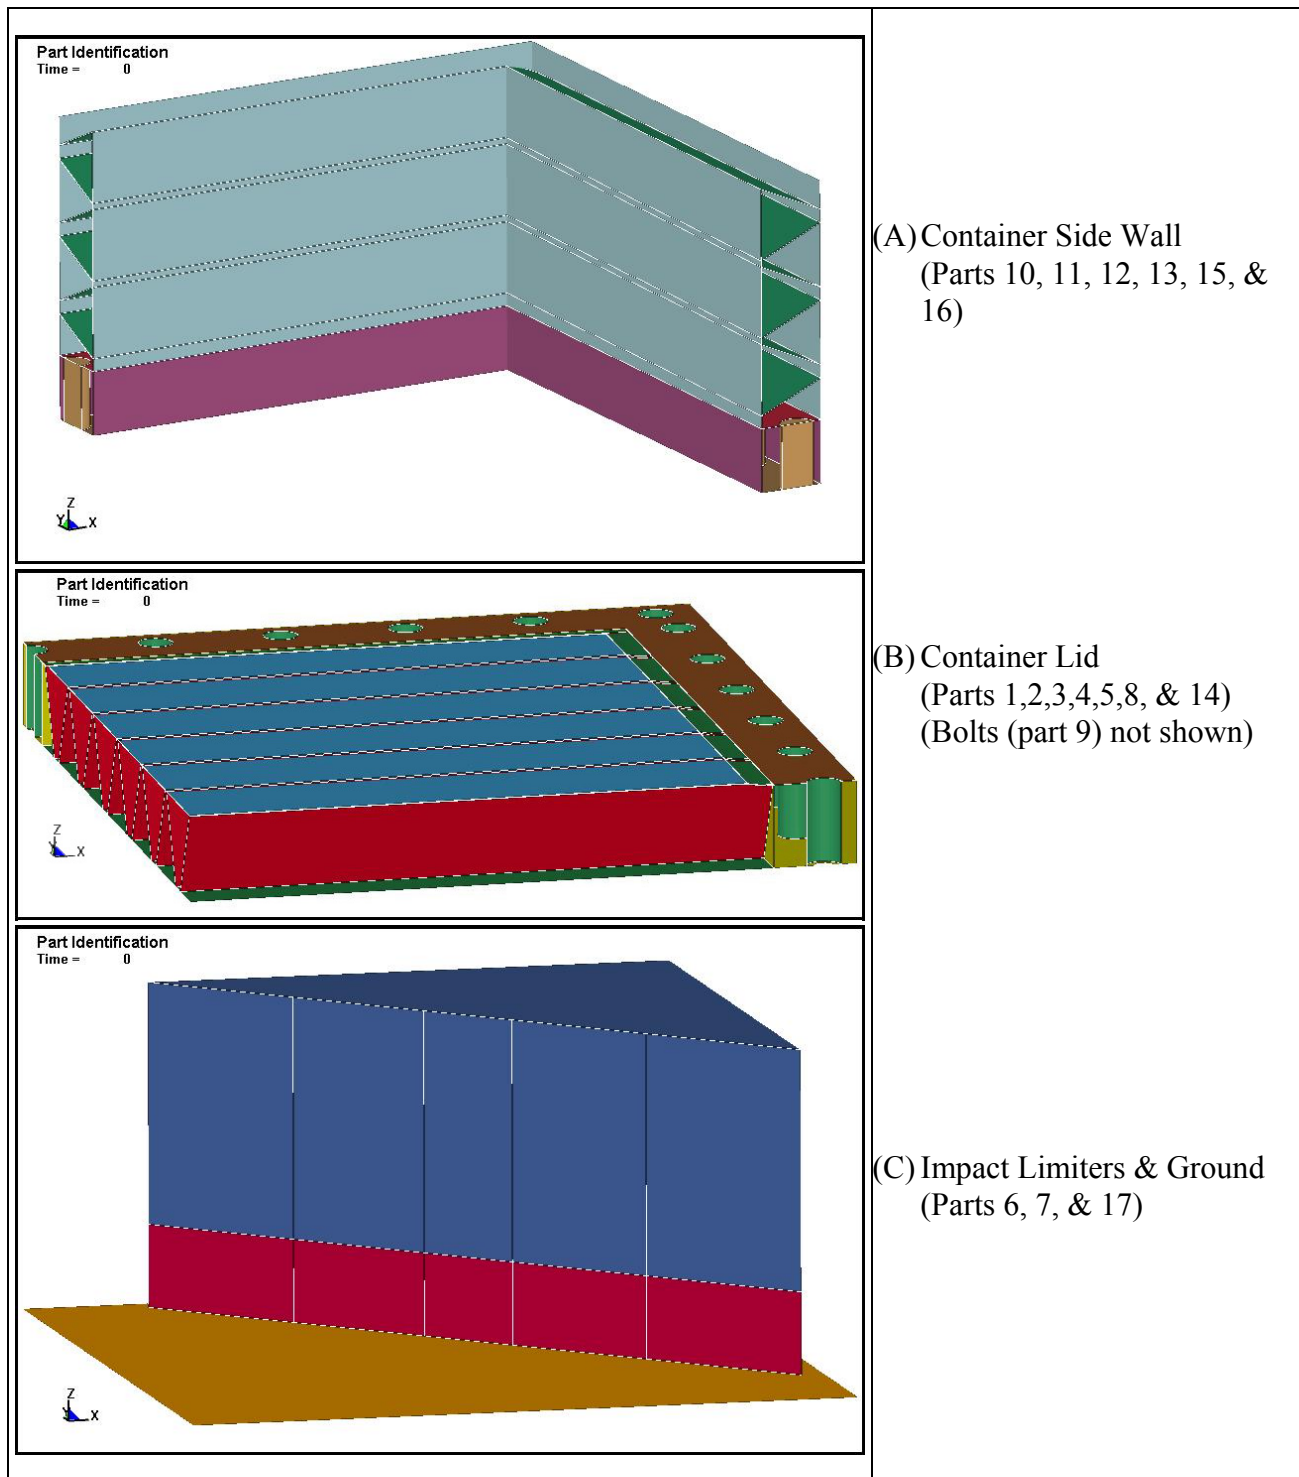 Part Identification
Time = 0
Z
Y X
(A) Container Side Wall
(Parts 10, 11, 12, 13, 15, &
16)
Part Identification
Time = 0
Z
Y X
(B) Container Lid
(Parts 1,2,3,4,5,8, & 14)
(Bolts (part 9) not shown)
Part Identification
Time = 0
Z
Y X
(C) Impact Limiters & Ground
(Parts 6, 7, & 17)